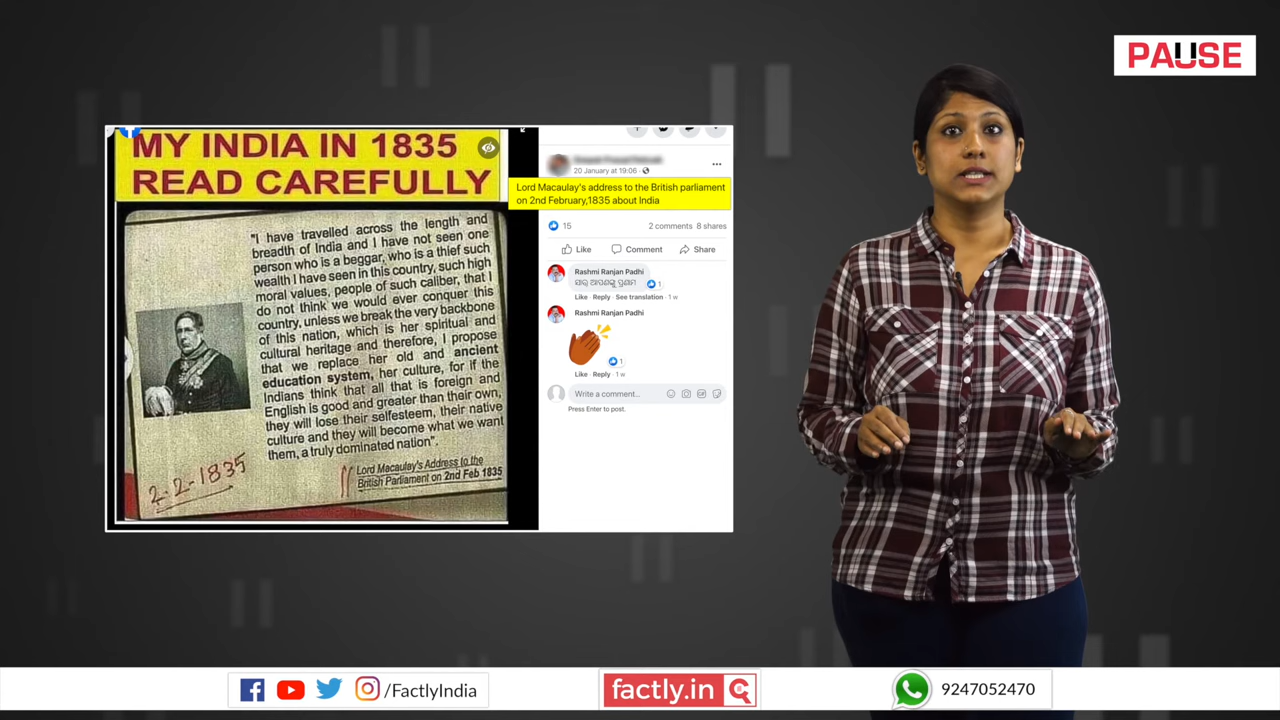 PAUSE
MY INDIA IN 1835
READ CAREFULLY
"I have travelled across the length and
breadth of India and I have not seen one
person who is a beggar, who is a thief such
wealth I have seen in this country, such high
moral values, people of such caliber, that I
do not think we would ever conquer this
country, unless we break the very backbone
of this nation, which is her spiritual and
cultural heritage and therefore, I propose
that we replace her old and ancient
education system, her culture, for if the
Indians think that all that is foreign and
English is good and greater than their own,
they will lose their selfesteem, their native
culture and they will become what we want
them, a truly dominated nation".
Lord Macaulay's Address to the
British Parliament on 2nd Feb 1835
2-2-1835
20 January at 19:06
Lord Macaulay's address to the British parliament
on 2nd February,1835 about India
15 2 comments 8 shares
Like Comment Share
Rashmi Ranjan Padhi
ସାର୍ ଆପଣଙ୍କୁ ପ୍ରଣାମ
1
Like Reply See translation 1 w
Rashmi Ranjan Padhi
1
Like Reply 1 w
Write a comment...
GIF
Press Enter to post.
/FactlyIndia
factly.in
9247052470